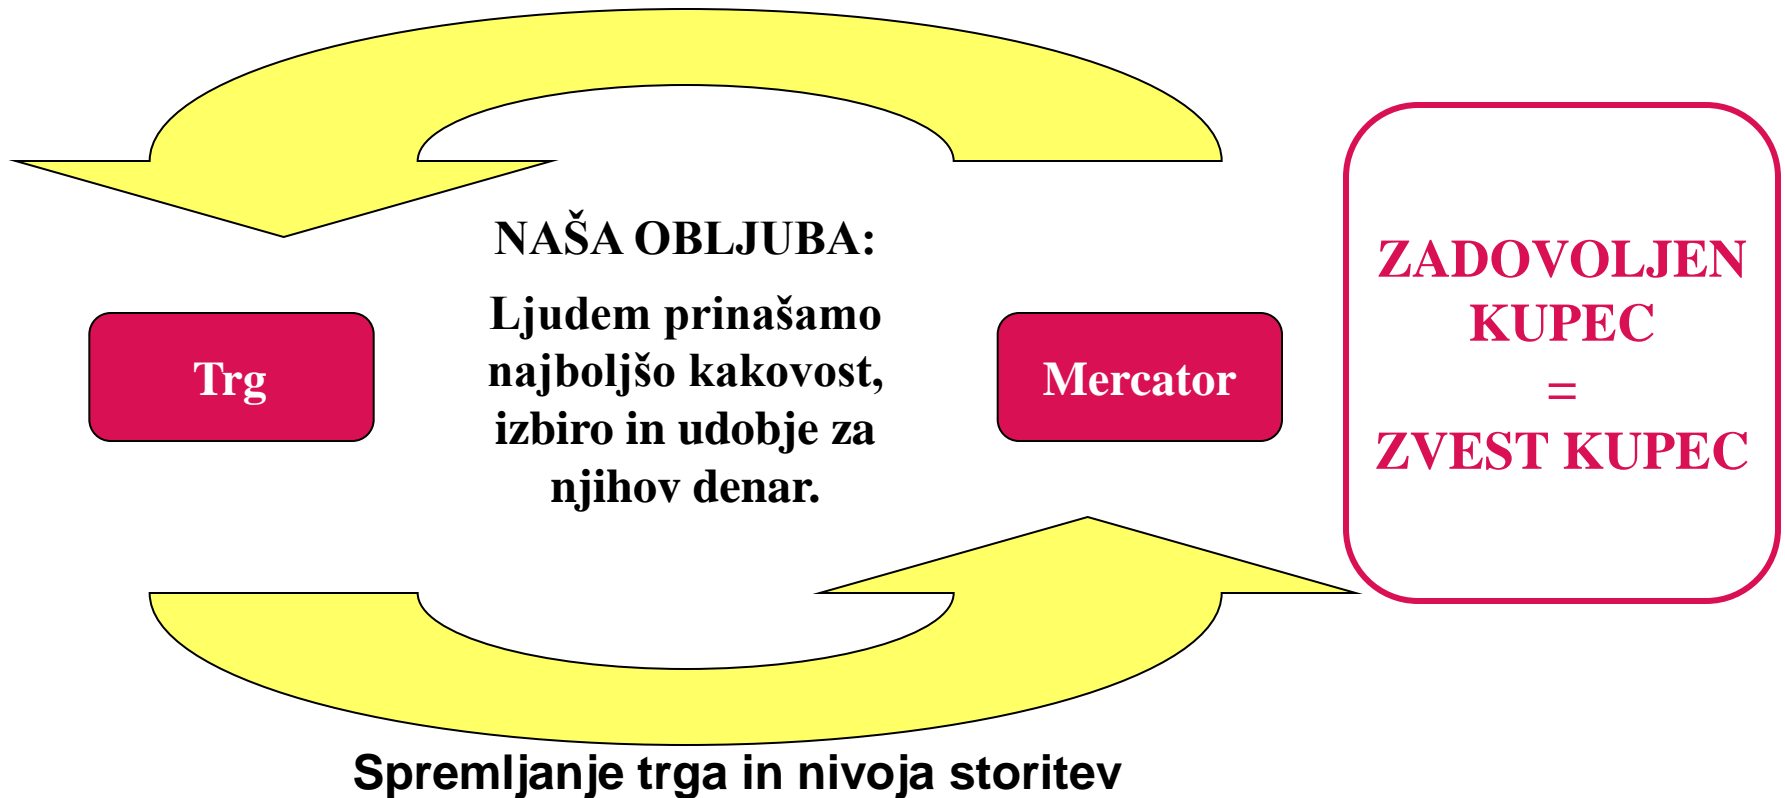 NAŠA OBLJUBA:
Ljudem prinašamo
najboljšo kakovost,
izbiro in udobje za
njihov denar.
Trg
Mercator
ZADOVOLJEN
KUPEC
=
ZVEST KUPEC
Spremljanje trga in nivoja storitev